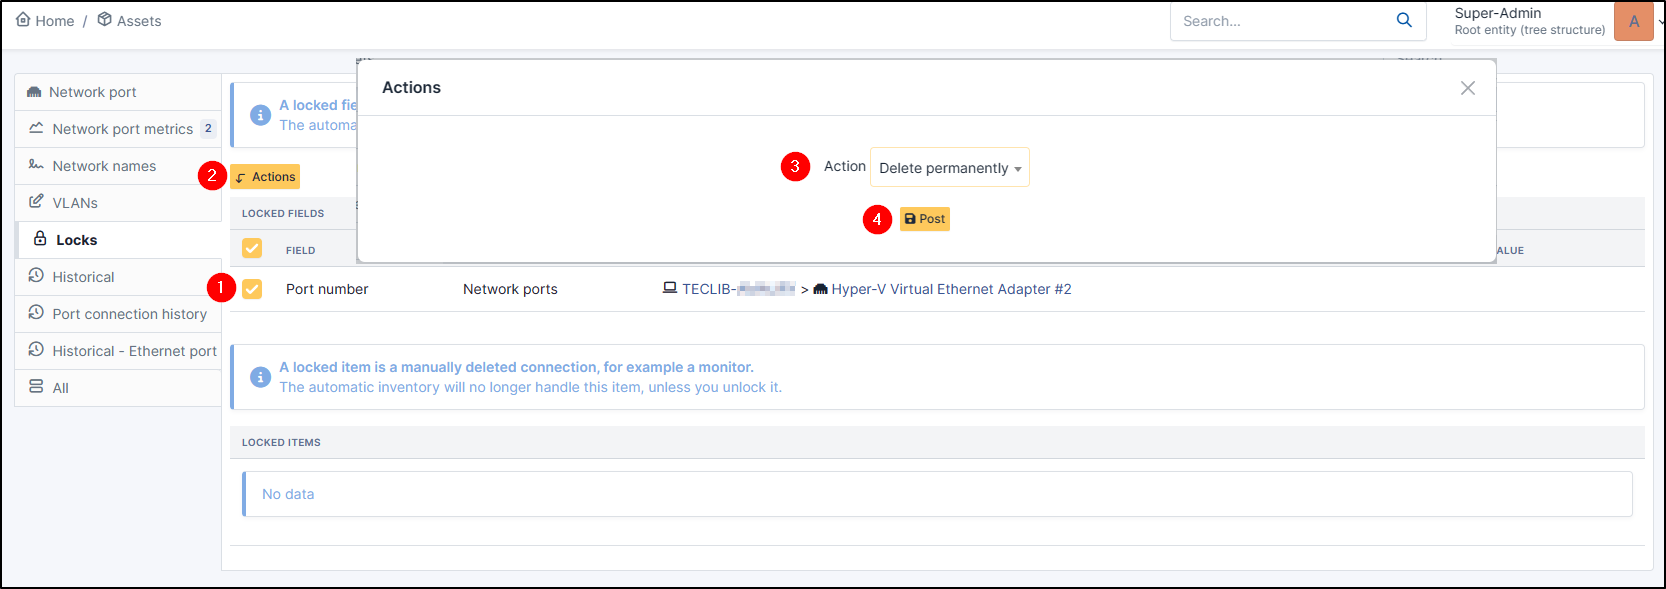 Home / Assets
Search...
Super-Admin
Root entity (tree structure)
A
Network port
Network port metrics 2
Network names
VLANs
Locks
Historical
Port connection history
Historical - Ethernet port
All
A locked fie
The automa
Actions
2
Actions
3 Action Delete permanently
4 Post
LOCKED FIELDS
FIELD
ALUE
1 Port number Network ports TECLIB- > Hyper-V Virtual Ethernet Adapter #2
A locked item is a manually deleted connection, for example a monitor.
The automatic inventory will no longer handle this item, unless you unlock it.
LOCKED ITEMS
No data